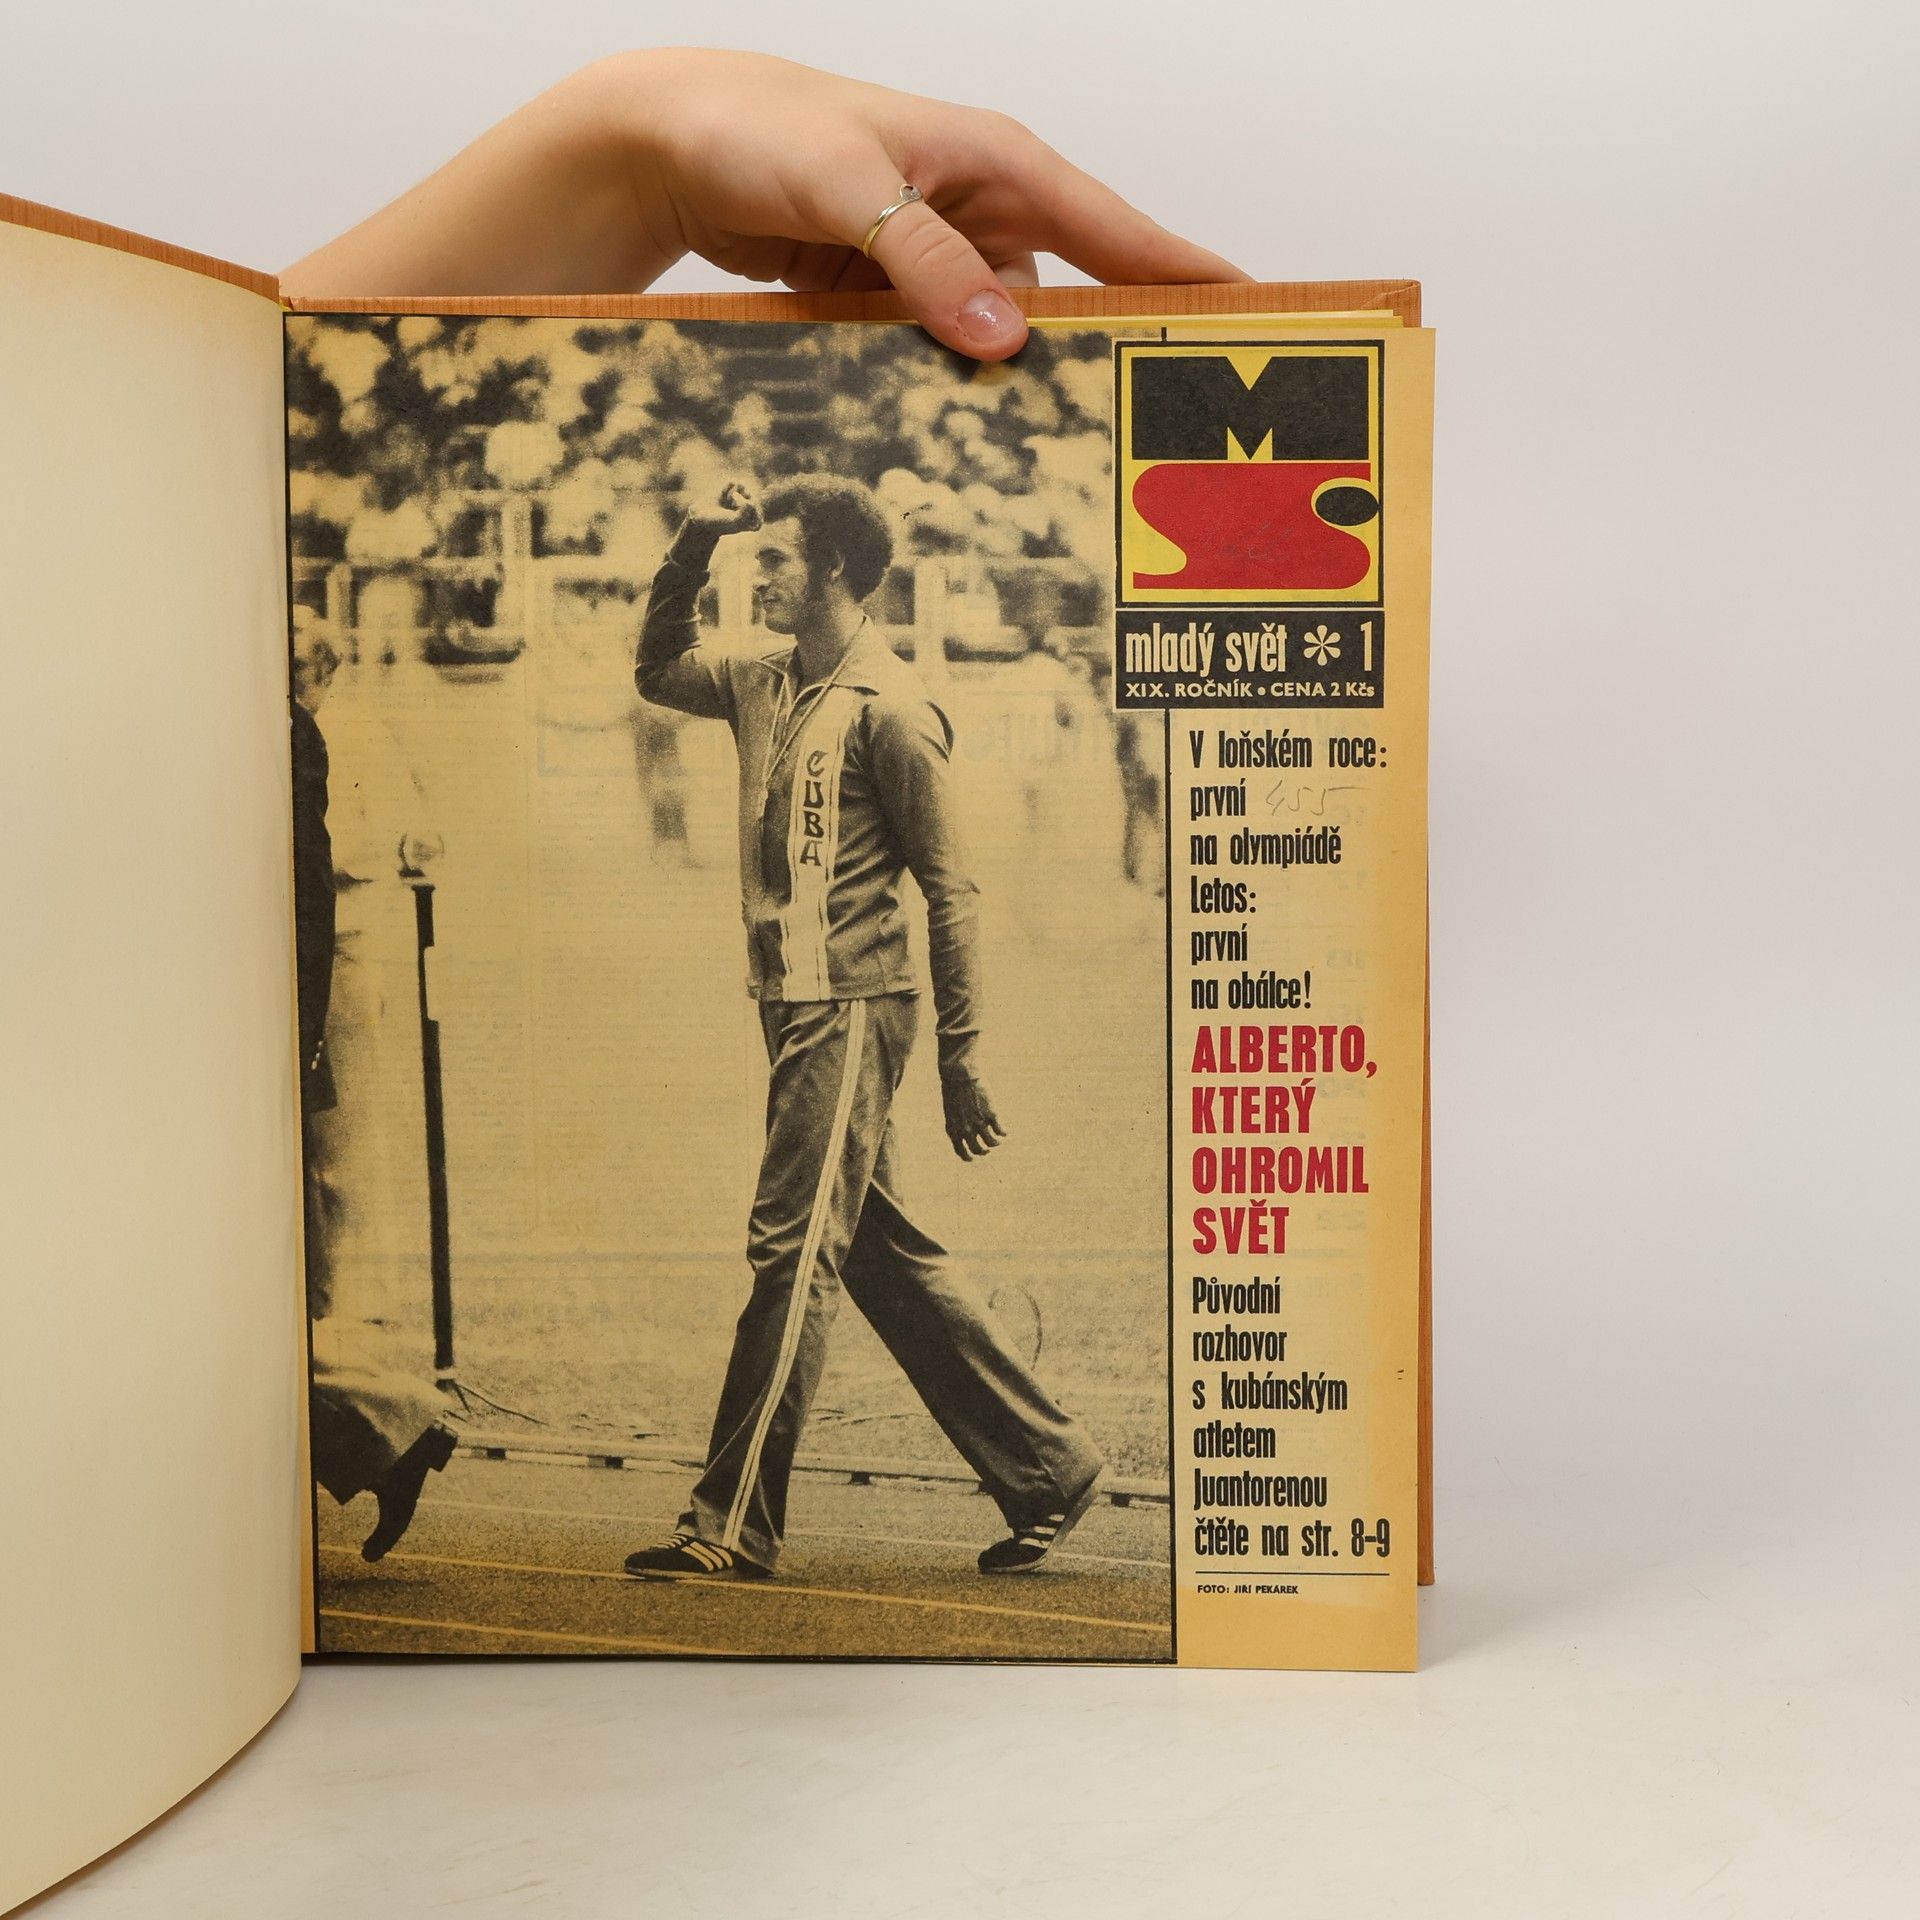 MS
mladý svět * 1
XIX. ROČNÍK • CENA 2 Kčs
V loňském roce:
první 455
na olympiádě
Letos:
první
na obálce!
ALBERTO,
KTERÝ
OHROMIL
SVĚT
Původní
rozhovor
s kubánským
atletem
Juantorenou
čtěte na str. 8-9
FOTO: JIŘÍ PEKÁREK
CUBA